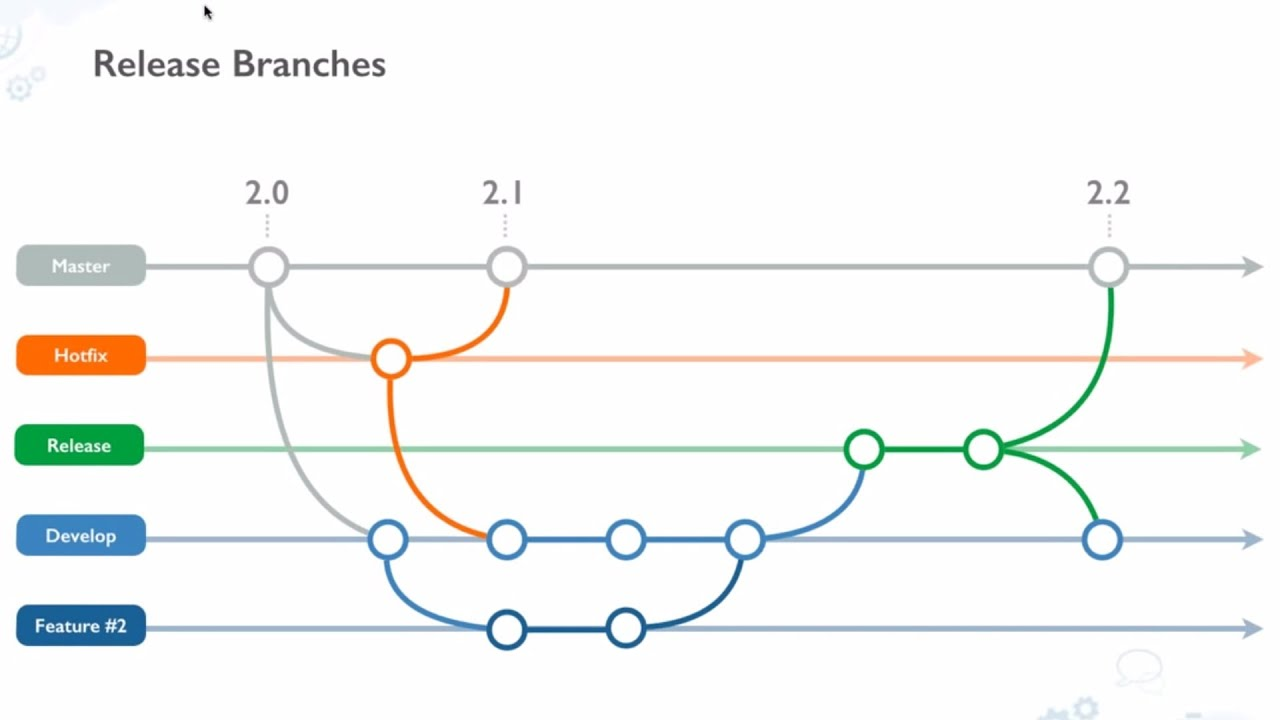 Release Branches
2.0
2.1
2.2
Master
Hotfix
Release
Develop
Feature #2